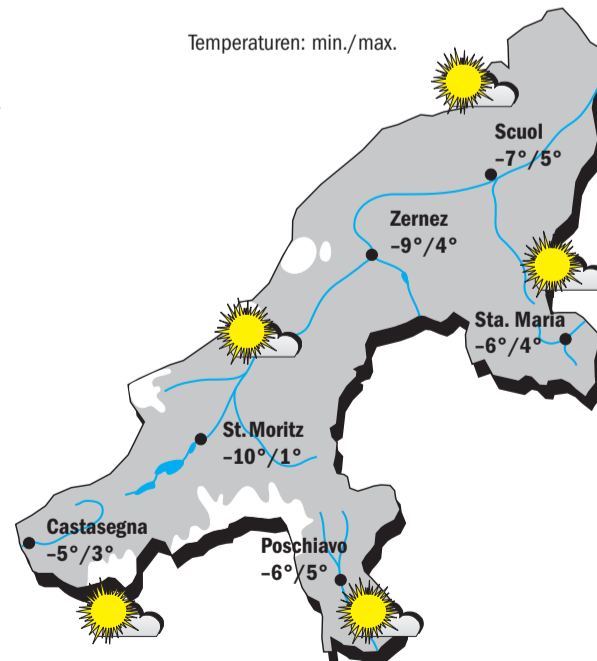 Temperaturen: min./max.
Scuol
–7°/5°
Zernez
–9°/4°
Sta. Maria
–6°/4°
St. Moritz
–10°/1°
Castasegna
–5°/3°
Poschiavo
–6°/5°